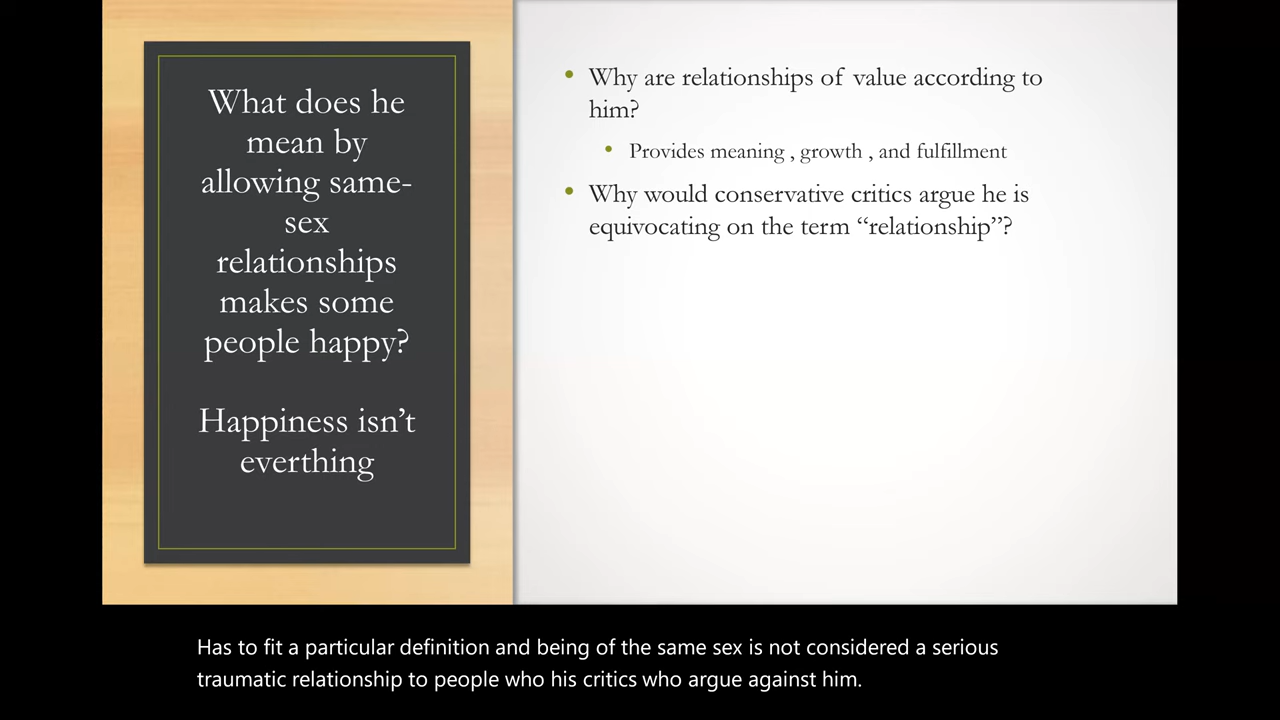 What does he
mean by
allowing same-
sex
relationships
makes some
people happy?
Happiness isn’t
everthing
• Why are relationships of value according to
him?
• Provides meaning , growth , and fulfillment
• Why would conservative critics argue he is
equivocating on the term “relationship”?
Has to fit a particular definition and being of the same sex is not considered a serious
traumatic relationship to people who his critics who argue against him.